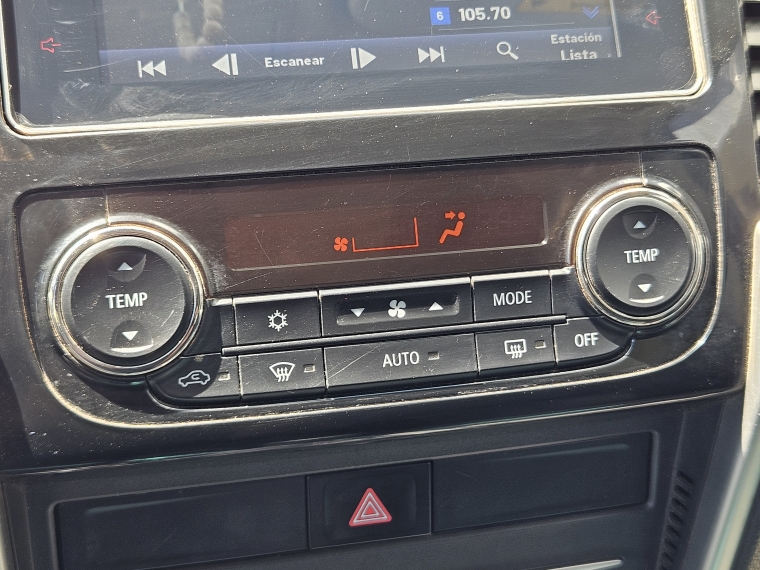 6 105.70
Escanear
Estación
Lista
TEMP
TEMP
MODE
AUTO
OFF